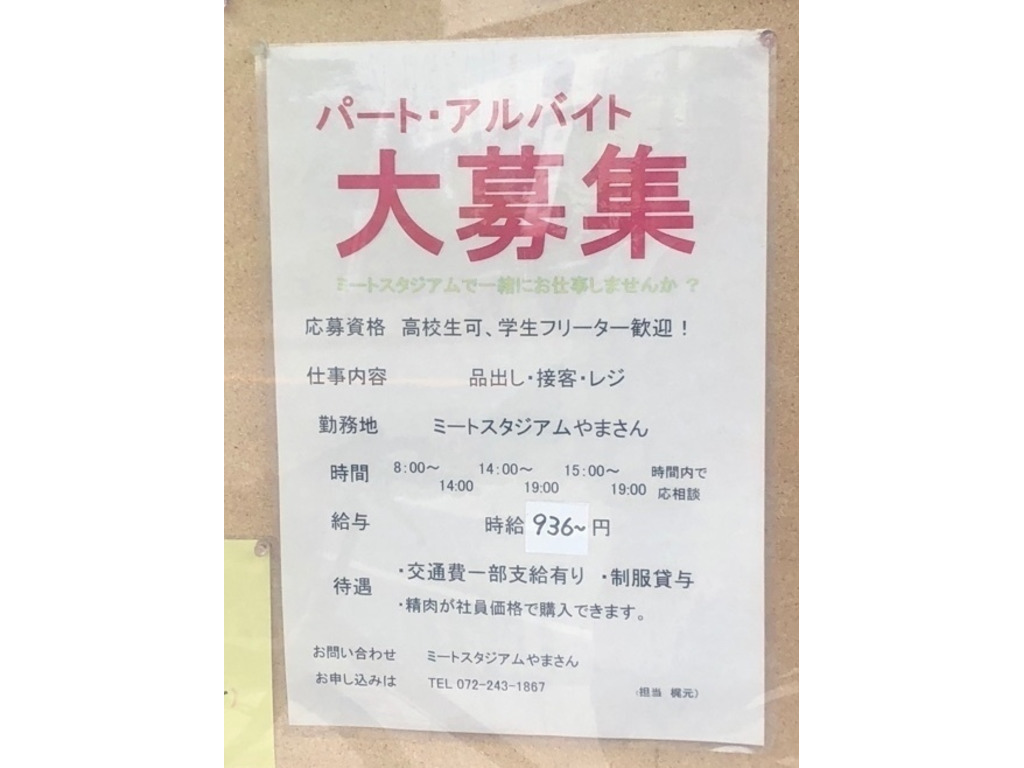 パート・アルバイト
大募集
ミートスタジアムで一緒にお仕事しませんか？
応募資格 高校生可、学生フリーター歓迎！
仕事内容 品出し・接客・レジ
勤務地 ミートスタジアムやまさん
時間 8:00～14:00 14:00～19:00 15:00～19:00 時間内で応相談
給与 時給936~円
待遇 ・交通費一部支給有り ・制服貸与
・精肉が社員価格で購入できます。
お問い合わせ ミートスタジアムやまさん
お申し込みは TEL 072-243-1867 (担当 梶元)